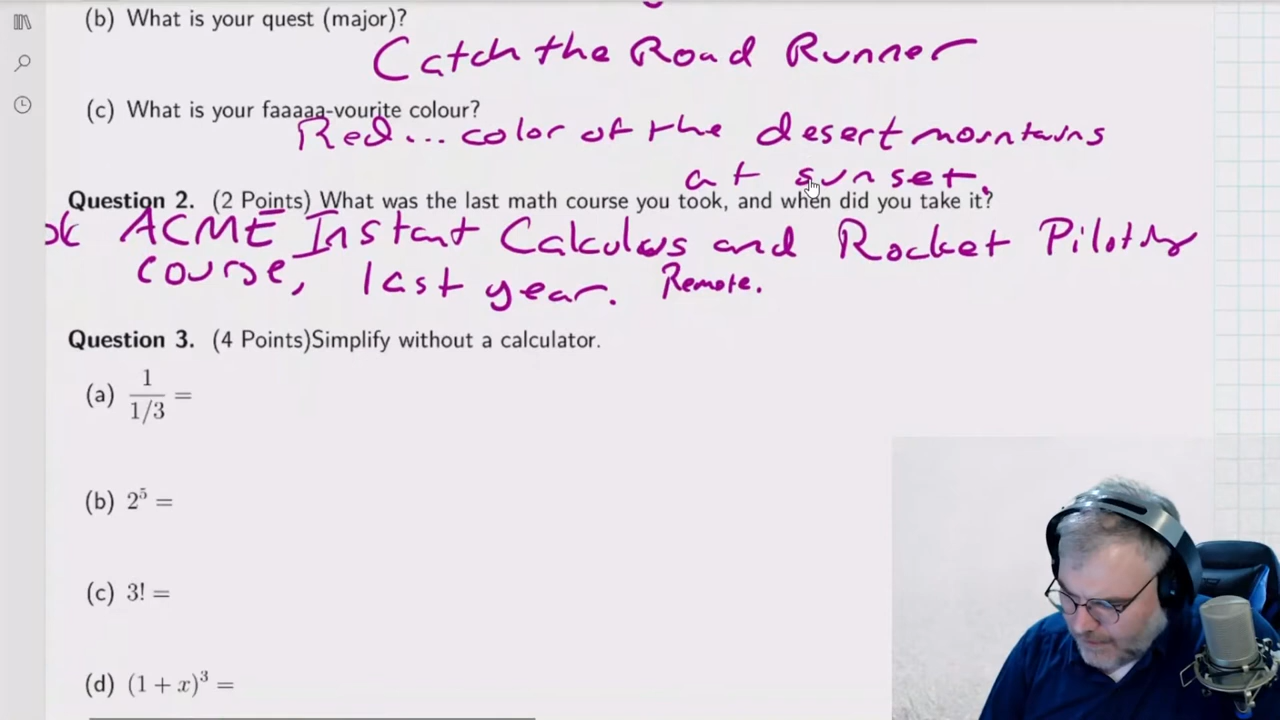 (b) What is your quest (major)?
Catch the Road Runner
(c) What is your faaaaa-vourite colour?
Red... color of the desert mountains
at sunset.
Question 2. (2 Points) What was the last math course you took, and when did you take it?
ACME Instant Calculus and Rocket Piloting
course, last year. Remote.
Question 3. (4 Points)Simplify without a calculator.
(a) 1/(1/3) =
(b) 2⁵ =
(c) 3! =
(d) (1 + x)³ =